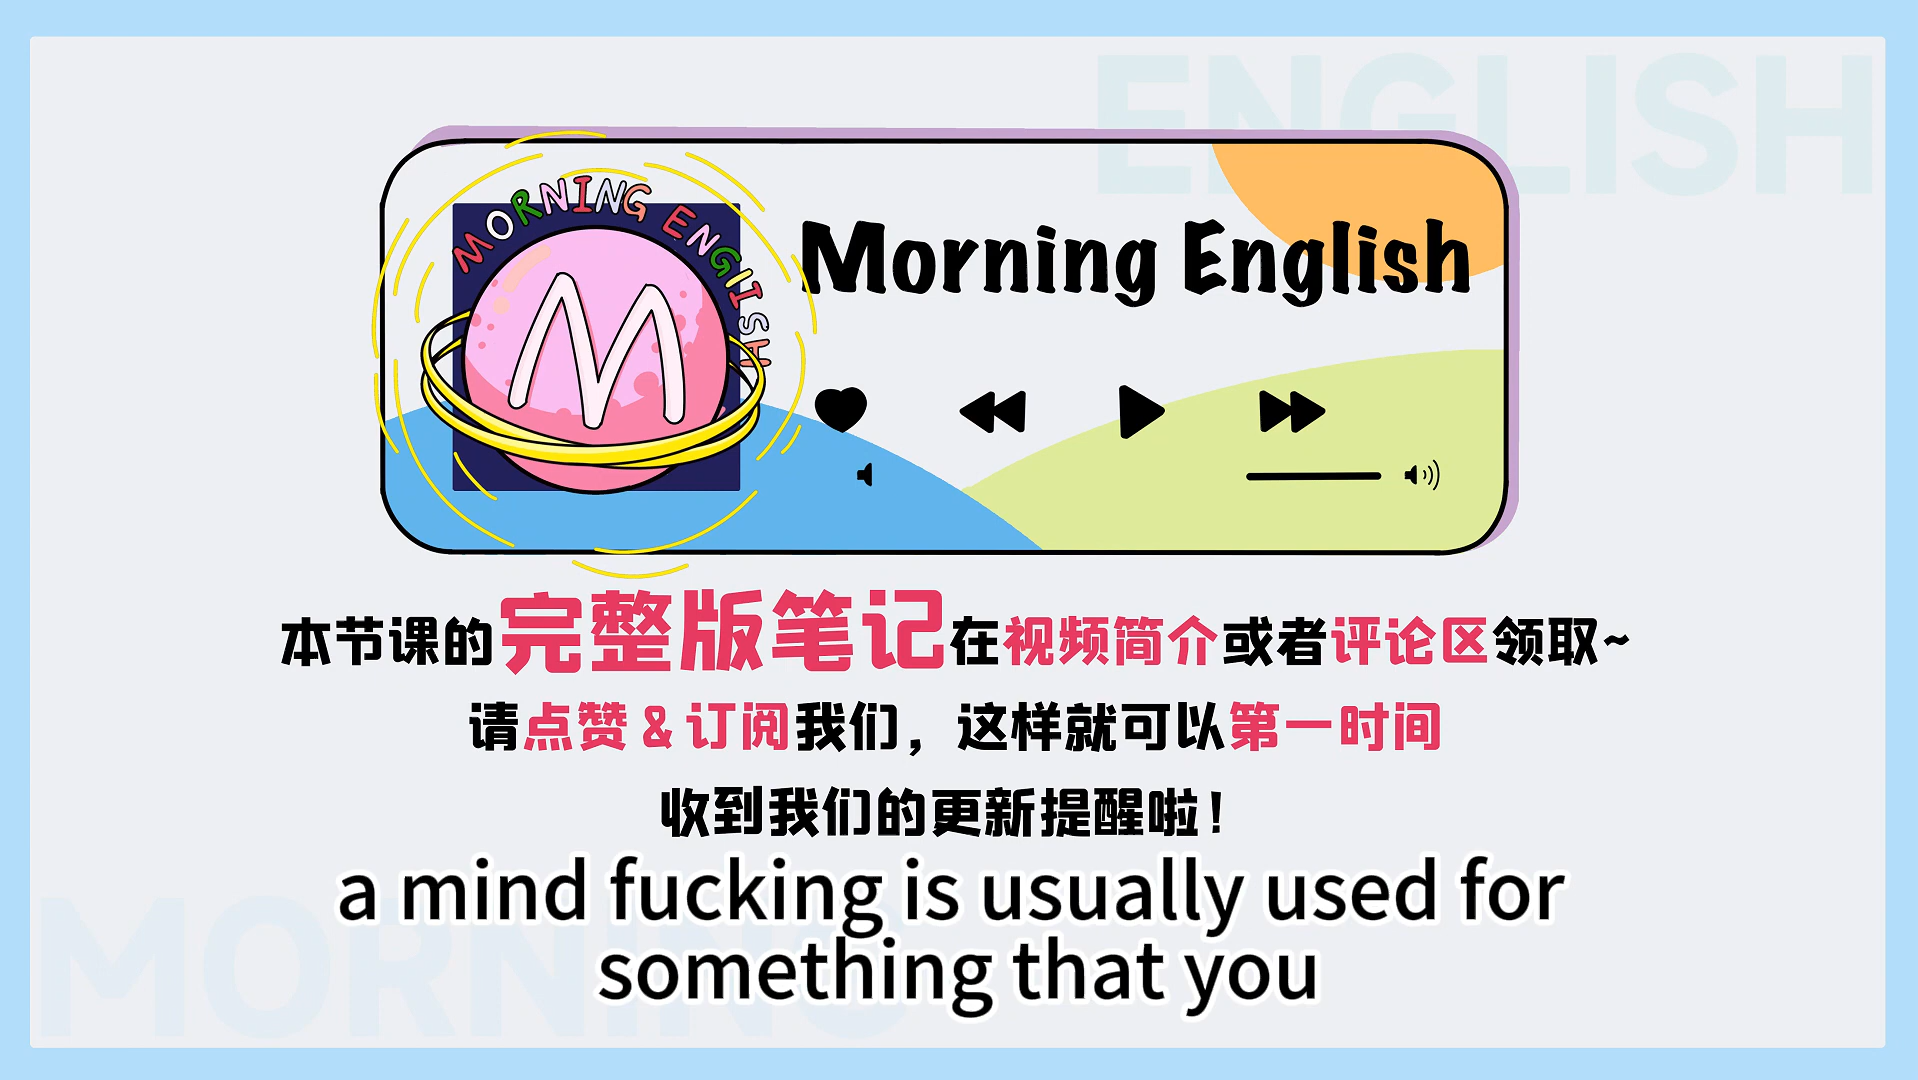 ENGLISH
MORNING ENGLISH
M
Morning English
本节课的完整版笔记在视频简介或者评论区领取~
请点赞&订阅我们，这样就可以第一时间
收到我们的更新提醒啦！
a mind fucking is usually used for
something that you
MORNING